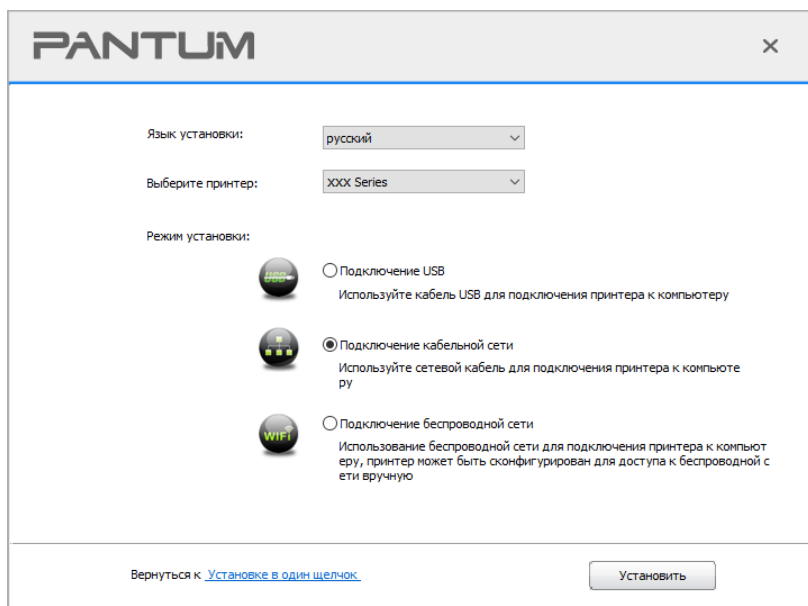 PANTUM
Язык установки:
русский
Выберите принтер:
XXX Series
Режим установки:
USB
Подключение USB
Используйте кабель USB для подключения принтера к компьютеру
Подключение кабельной сети
Используйте сетевой кабель для подключения принтера к компьюте
ру
WiFi
Подключение беспроводной сети
Использование беспроводной сети для подключения принтера к компьют
еру, принтер может быть сконфигурирован для доступа к беспроводной с
ети вручную
Вернуться к Установке в один щелчок
Установить